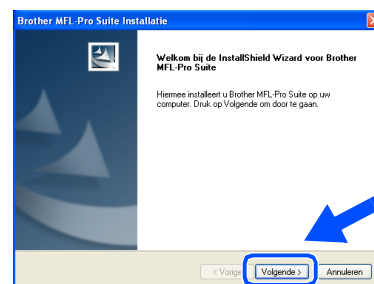 Brother MFL-Pro Suite Installatie
Welkom bij de InstallShield Wizard voor Brother
MFL-Pro Suite
Hiermee installeert u Brother MFL-Pro Suite op uw
computer. Druk op Volgende om door te gaan.
< Vorige Volgende > Annuleren